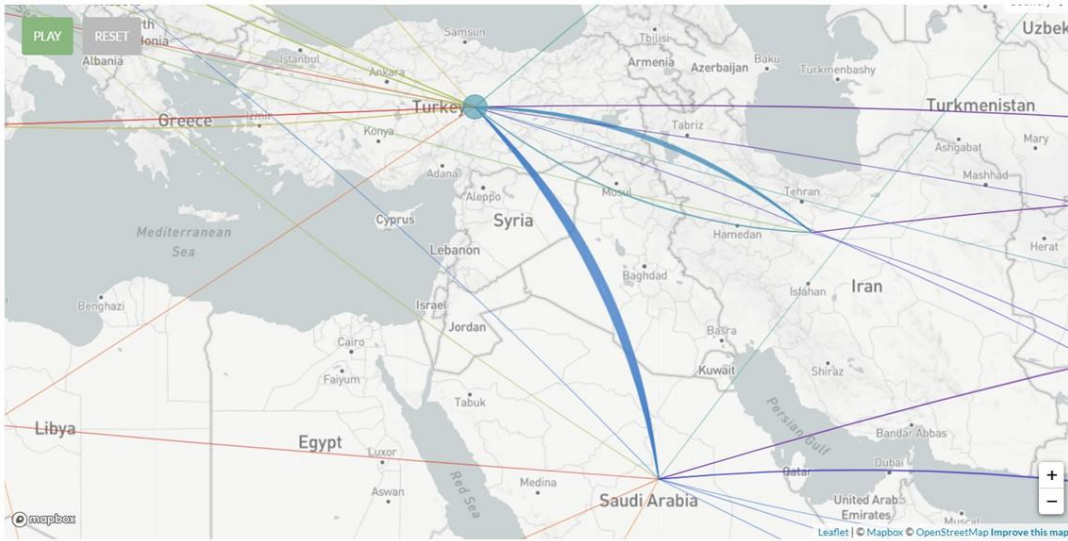 PLAY
RESET
Albania
Istanbul
Samsun
Tbilisi
Armenia
Azerbaijan
Baku
Türkmenbashy
Uzbek
Ankara
Turkey
Greece
Izmir
Konya
Adana
Tabriz
Turkmenistan
Ashgabat
Mary
Mashhad
Aleppo
Mosul
Tehran
Cyprus
Syria
Hamedan
Mediterranean
Sea
Lebanon
Herat
Baghdad
Isfahan
Iran
Benghazi
Israel
Jordan
Basra
Cairo
Kuwait
Shiraz
Faiyum
Tabuk
Persian Gulf
Libya
Egypt
Bandar Abbas
Luxor
Qatar
Dubai
+
Medina
Red Sea
Aswan
Saudi Arabia
United Arab
Emirates
−
mapbox
Muscat
Leaflet | © Mapbox © OpenStreetMap Improve this map